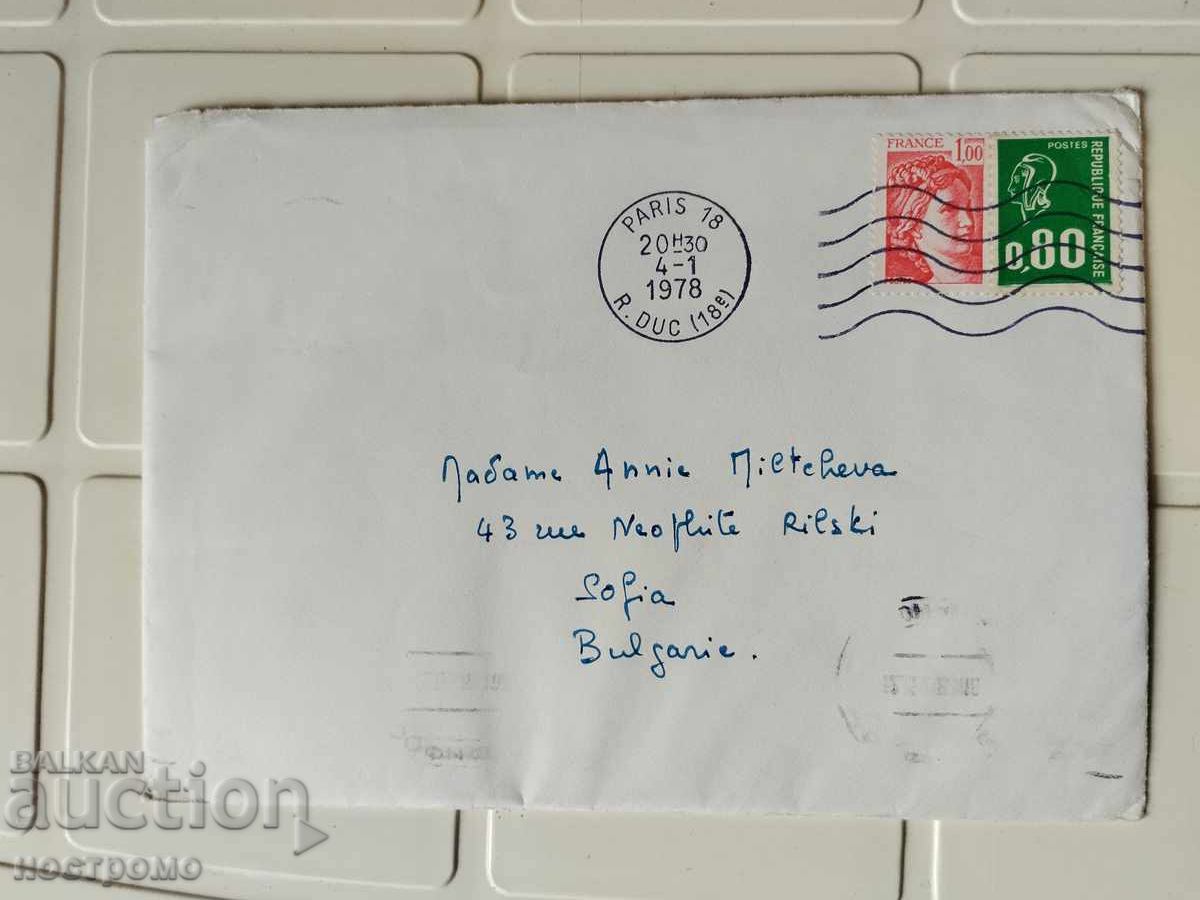 FRANCE 1,00
POSTES
REPUBLIQUE FRANÇAISE
0,80
PARIS 18
20H30
4-1
1978
R. DUC (18e)
Madame Annie Miltcheva
43 rue Neophite Rilski
Sofia
Bulgarie.
BALKAN
auction
ностромо